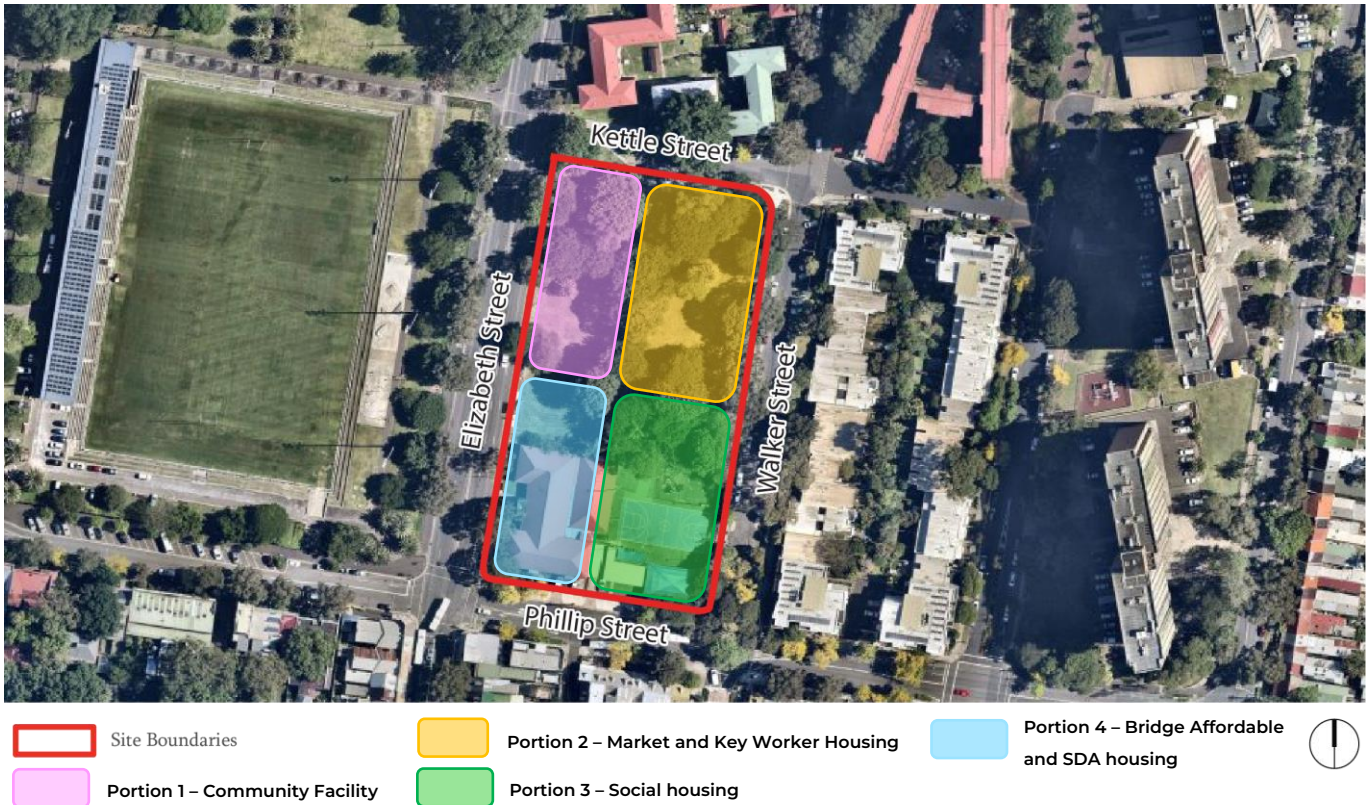 Kettle Street
Elizabeth Street
Walker Street
Phillip Street
Site Boundaries
Portion 1 – Community Facility
Portion 2 – Market and Key Worker Housing
Portion 3 – Social housing
Portion 4 – Bridge Affordable
and SDA housing